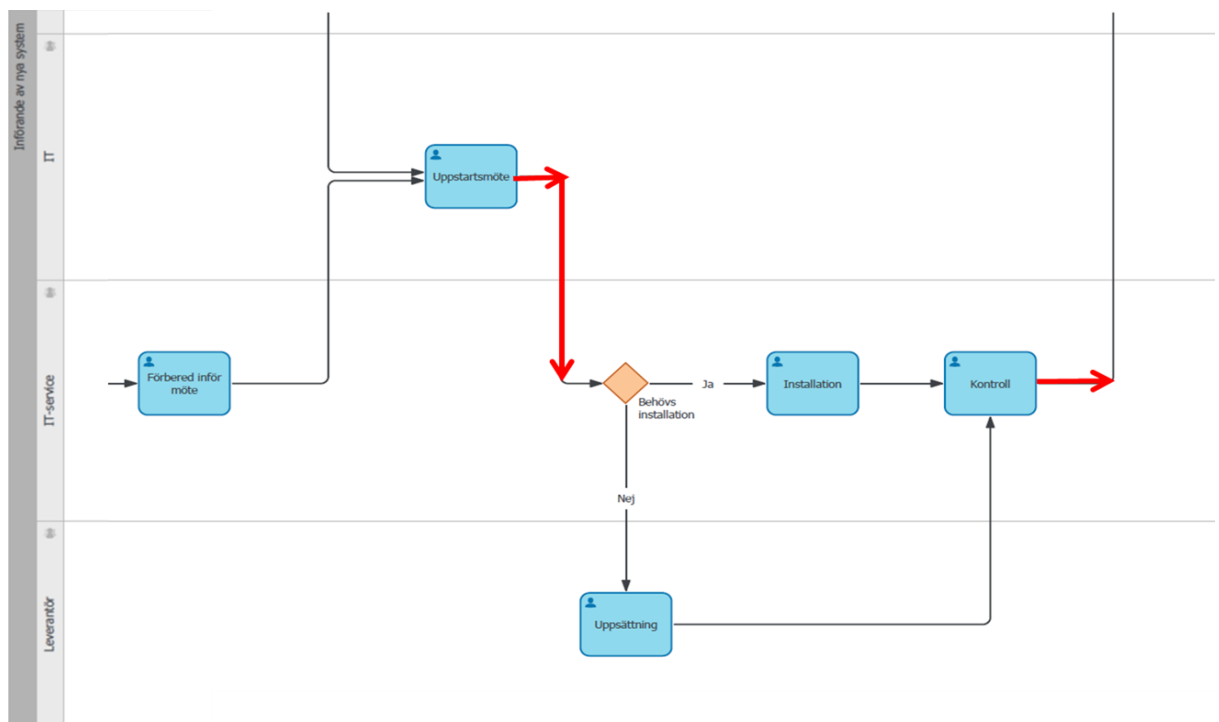 Införande av nya system
IT
Uppstartsmöte
IT-service
Förbered inför
möte
Behövs
installation
Ja
Installation
Kontroll
Nej
Leverantör
Uppsättning